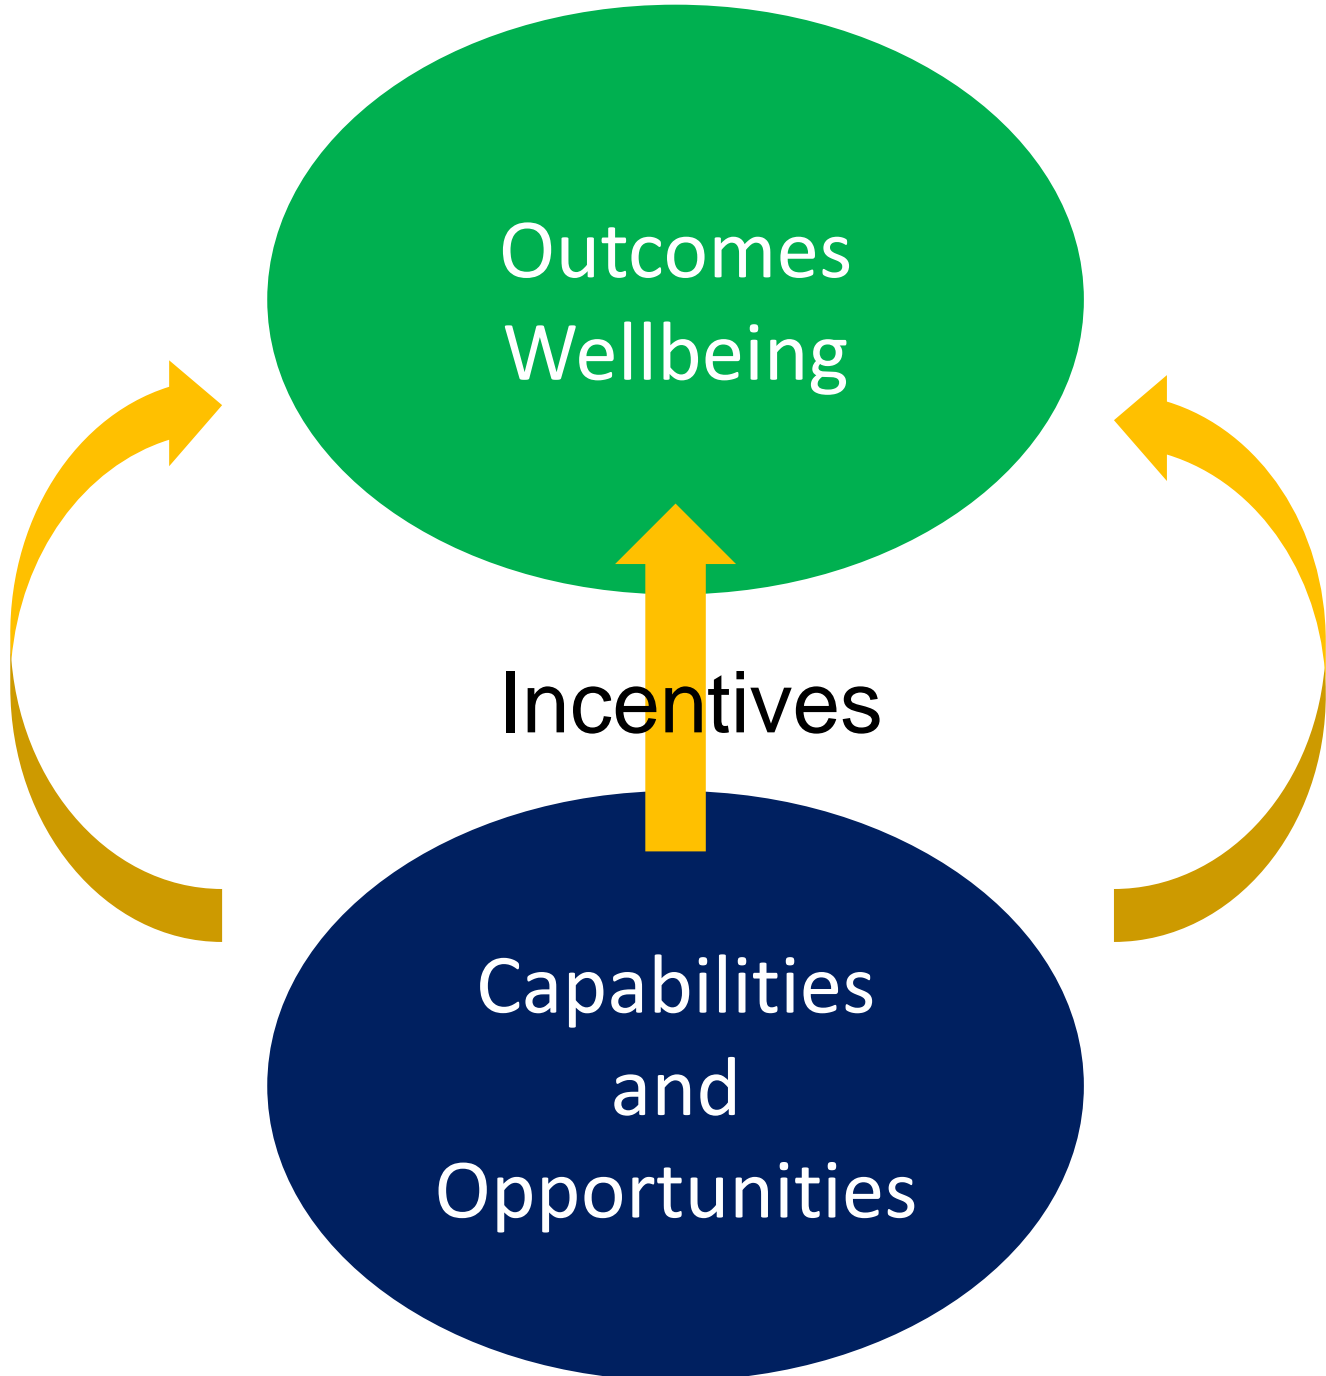 Outcomes
Wellbeing
Incentives
Capabilities
and
Opportunities